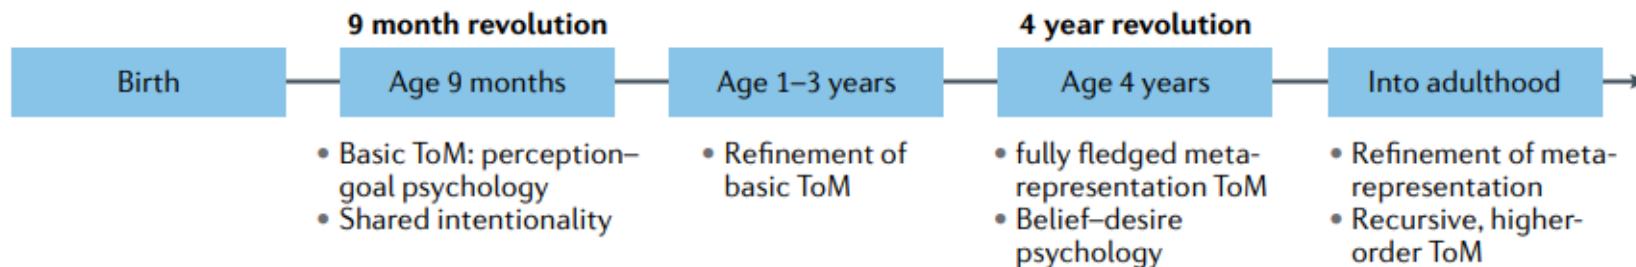 9 month revolution
4 year revolution
Birth
Age 9 months
Age 1–3 years
Age 4 years
Into adulthood
• Basic ToM: perception–
goal psychology
• Shared intentionality
• Refinement of
basic ToM
• fully fledged meta-
representation ToM
• Belief–desire
psychology
• Refinement of meta-
representation
• Recursive, higher-
order ToM